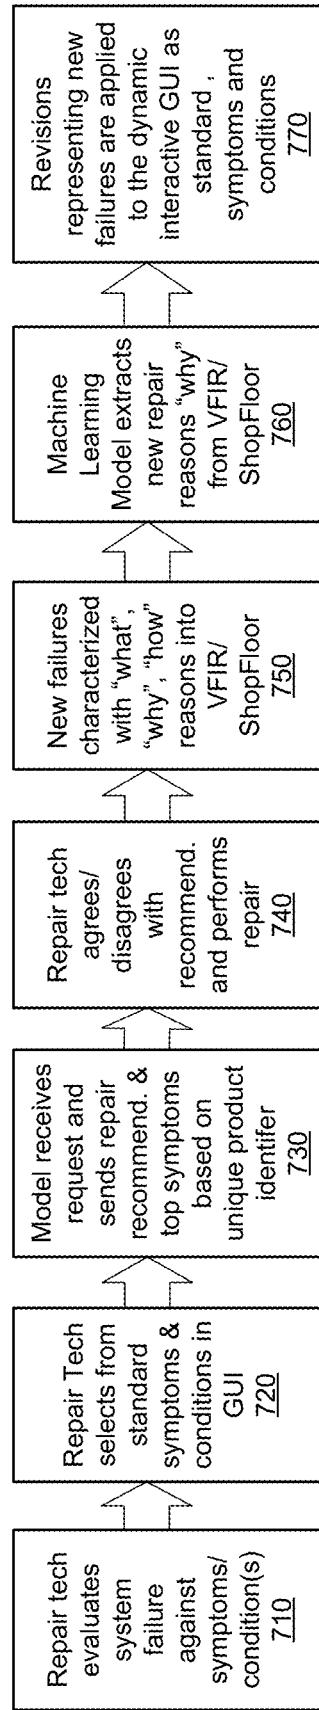 Repair tech
evaluates
system
failure
against
symptoms/
condition(s)
710
Repair Tech
selects from
standard
symptoms &
conditions in
GUI
720
Model receives
request and
sends repair
recommend. &
top symptoms
based on
unique product
identifer
730
Repair tech
agrees/
disagrees
with
recommend.
and performs
repair
740
New failures
characterized
with “what”,
“why”, “how”
reasons into
VFIR/
ShopFloor
750
Machine
Learning
Model extracts
new repair
reasons “why”
from VFIR/
ShopFloor
760
Revisions
representing new
failures are applied
to the dynamic
interactive GUI as
standard ,
symptoms and
conditions
770